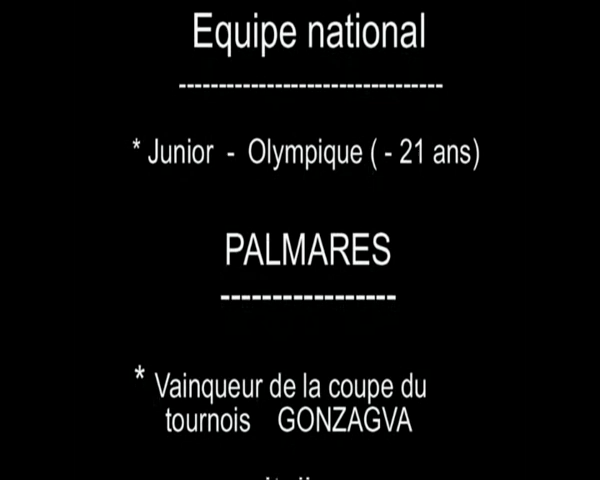 Equipe national
---------------------------------
* Junior - Olympique ( - 21 ans)
PALMARES
-----------------
* Vainqueur de la coupe du
tournois GONZAGVA